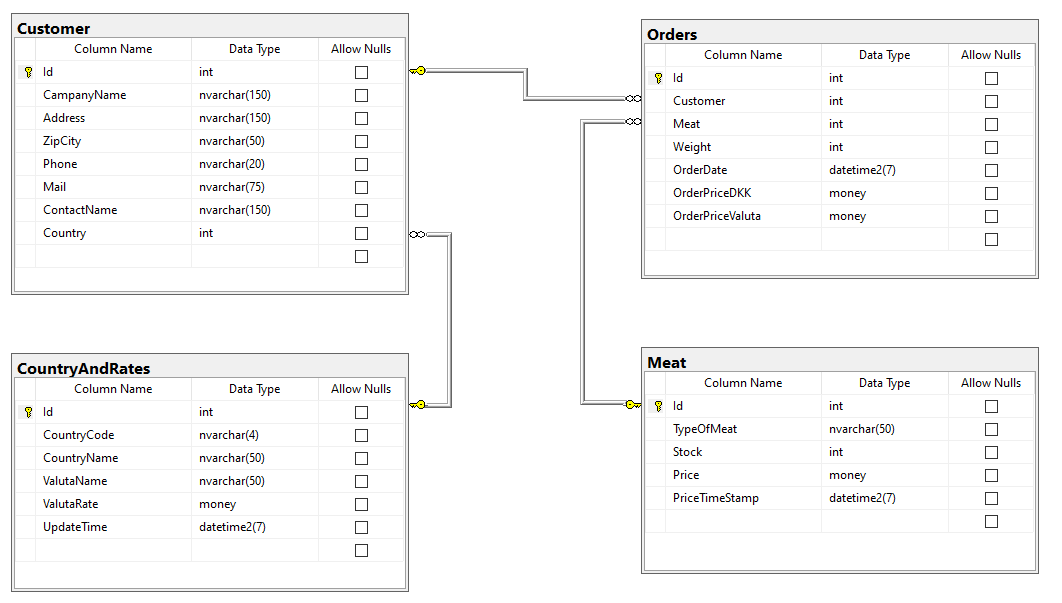 Customer
Column Name Data Type Allow Nulls
Id int
CampanyName nvarchar(150)
Address nvarchar(150)
ZipCity nvarchar(50)
Phone nvarchar(20)
Mail nvarchar(75)
ContactName nvarchar(150)
Country int
Orders
Column Name Data Type Allow Nulls
Id int
Customer int
Meat int
Weight int
OrderDate datetime2(7)
OrderPriceDKK money
OrderPriceValuta money
CountryAndRates
Column Name Data Type Allow Nulls
Id int
CountryCode nvarchar(4)
CountryName nvarchar(50)
ValutaName nvarchar(50)
ValutaRate money
UpdateTime datetime2(7)
Meat
Column Name Data Type Allow Nulls
Id int
TypeOfMeat nvarchar(50)
Stock int
Price money
PriceTimeStamp datetime2(7)